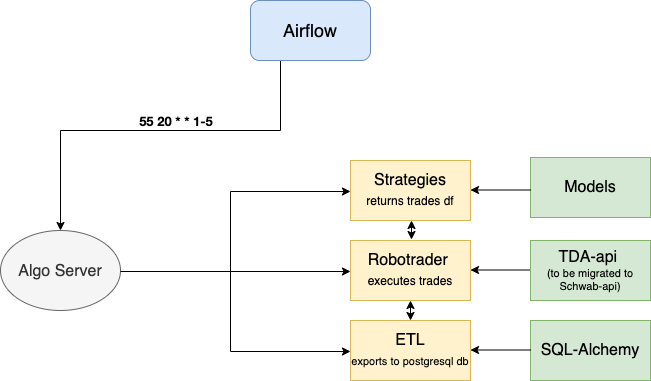 Airflow
55 20 * * 1-5
Strategies
returns trades df
Models
Algo Server
Robotrader
executes trades
TDA-api
(to be migrated to
Schwab-api)
ETL
exports to postgresql db
SQL-Alchemy